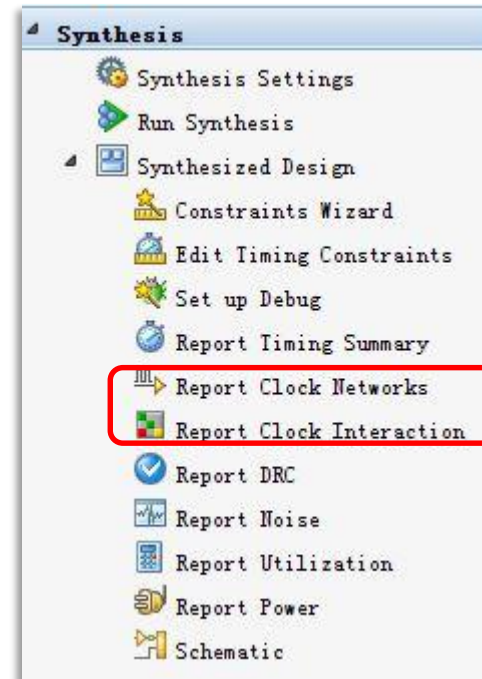 Synthesis
Synthesis Settings
Run Synthesis
Synthesized Design
Constraints Wizard
Edit Timing Constraints
Set up Debug
Report Timing Summary
Report Clock Networks
Report Clock Interaction
Report DRC
Report Noise
Report Utilization
Report Power
Schematic